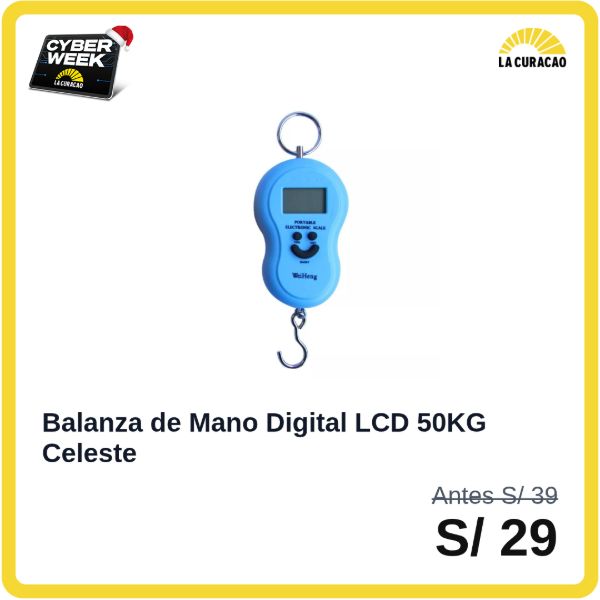 CYBER
WEEK
LA CURACAO
LA CURACAO
PORTABLE
ELECTRONIC SCALE
WeiHeng
Balanza de Mano Digital LCD 50KG
Celeste
Antes S/ 39
S/ 29